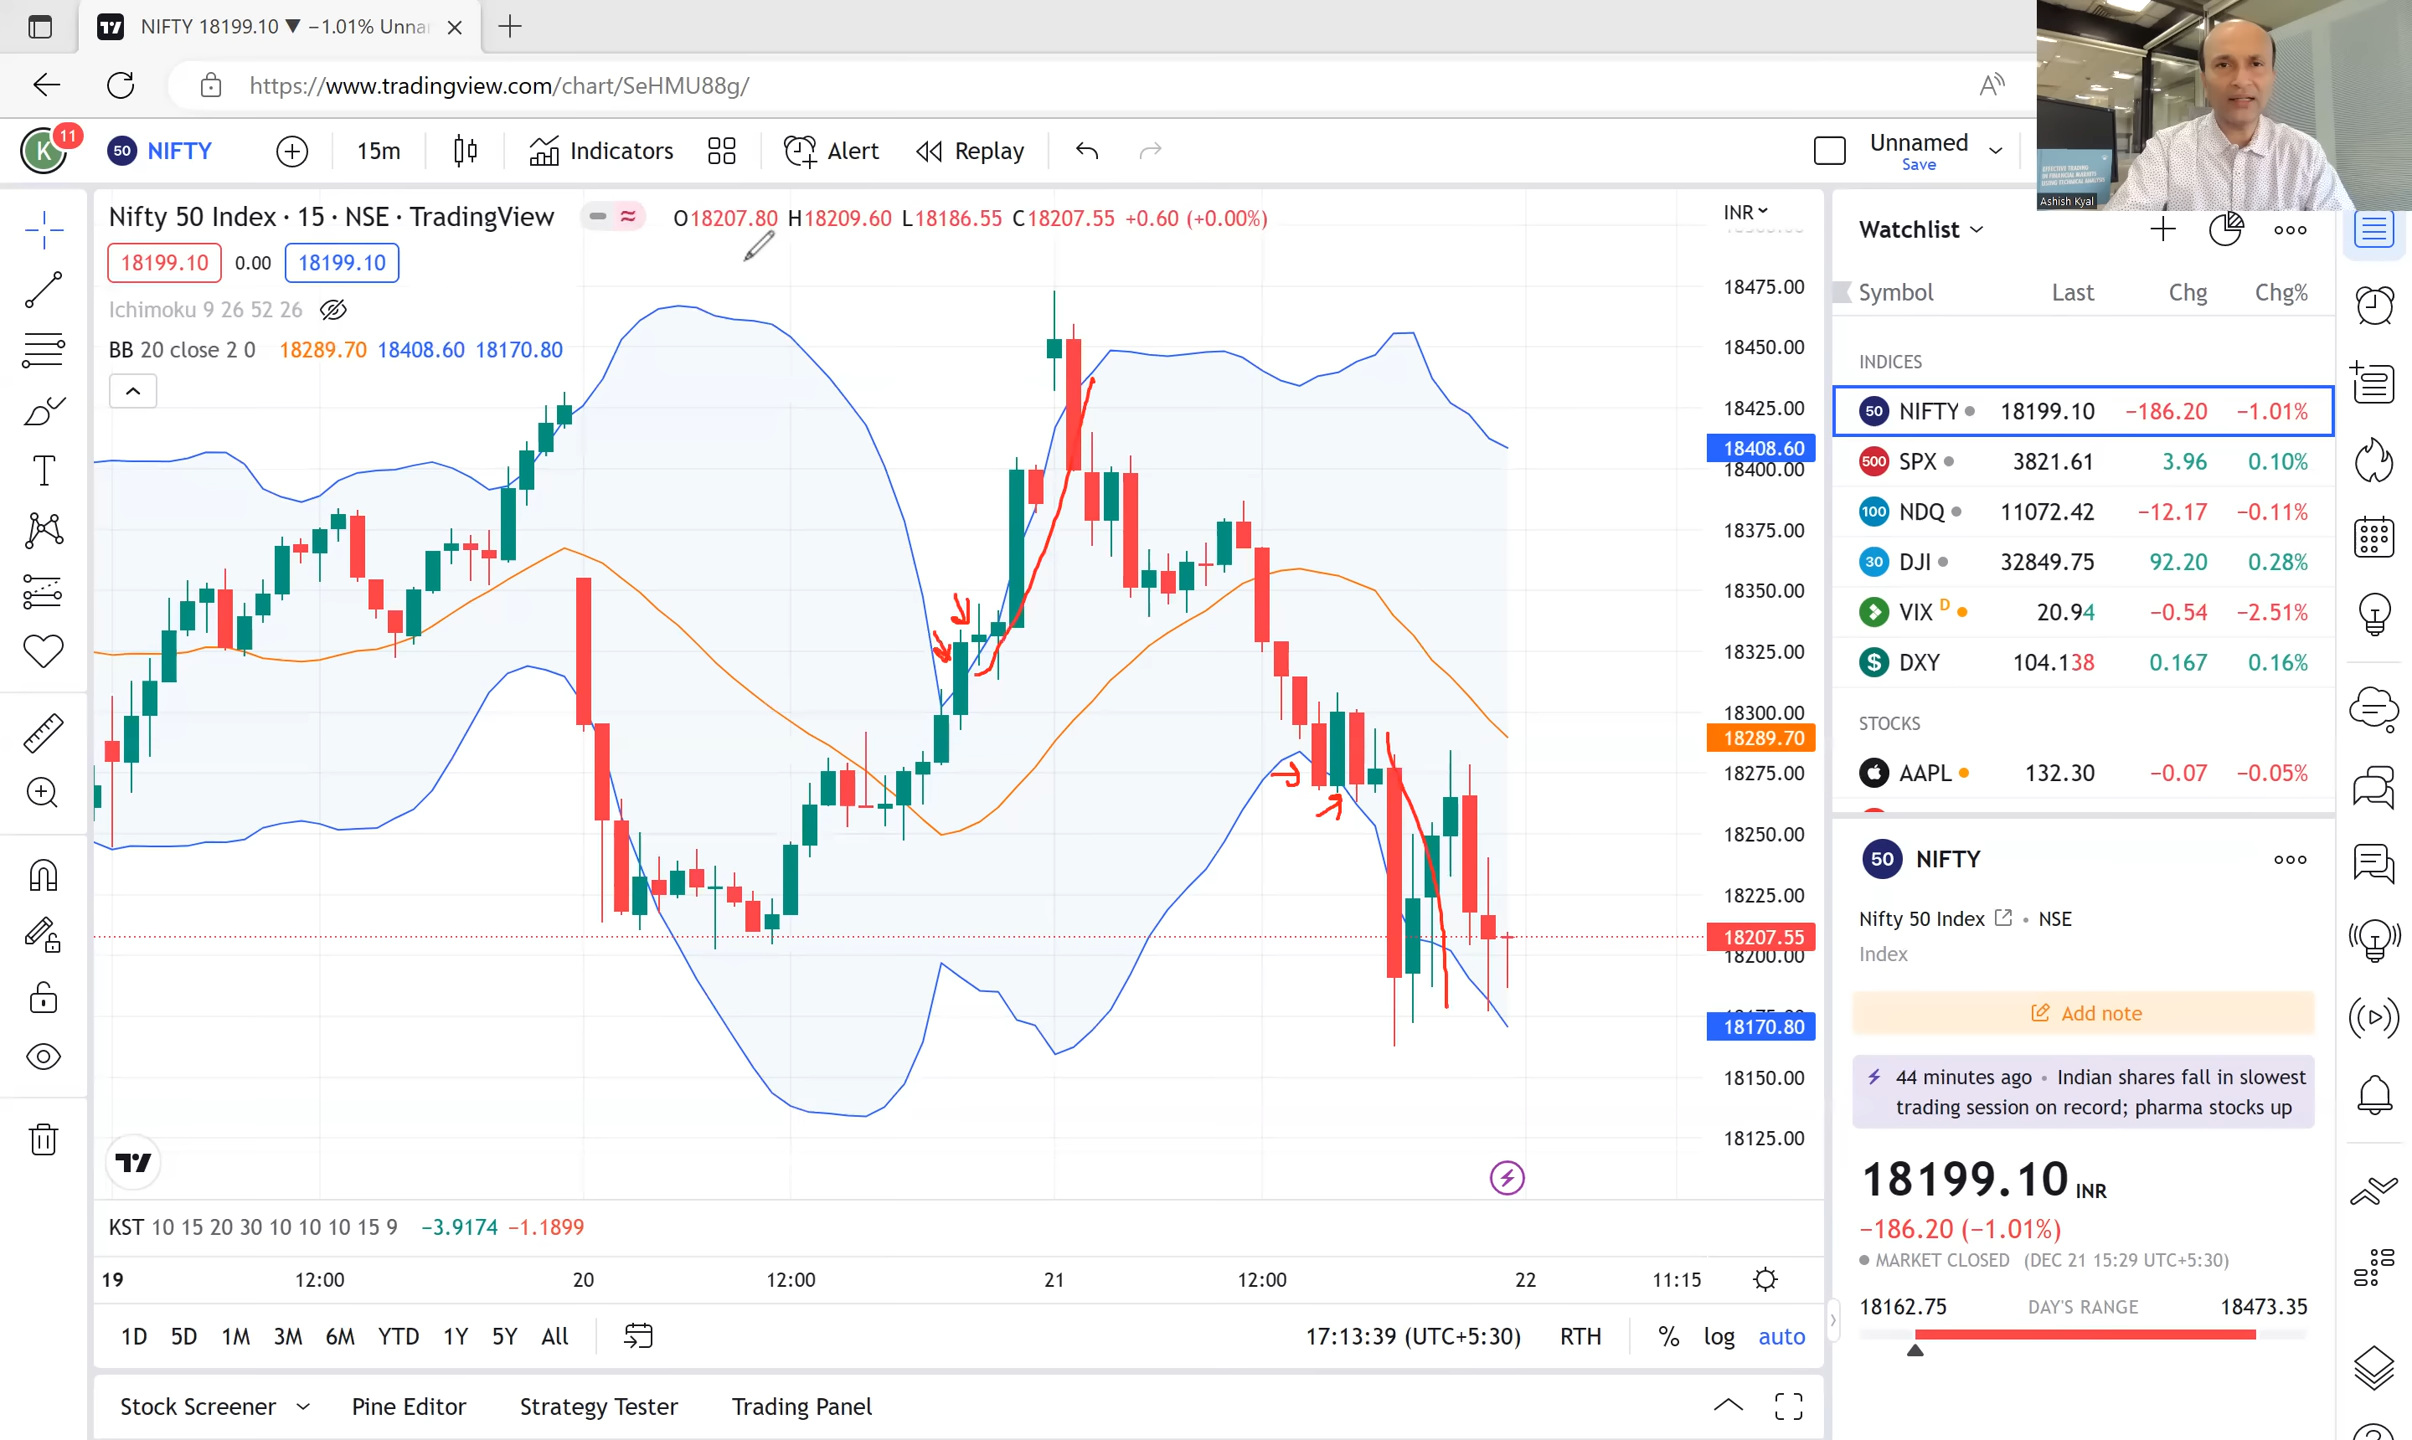 NIFTY 18199.10 ▼ −1.01% Unna
https://www.tradingview.com/chart/SeHMU88g/
Ashish Kyal
K 11 50 NIFTY 15m Indicators Alert Replay Unnamed
Save
Nifty 50 Index · 15 · NSE · TradingView O18207.80 H18209.60 L18186.55 C18207.55 +0.60 (+0.00%)
18199.10 0.00 18199.10
Ichimoku 9 26 52 26
BB 20 close 2 0 18289.70 18408.60 18170.80
INR
18475.00
18450.00
18425.00
18408.60
18400.00
18375.00
18350.00
18325.00
18300.00
18289.70
18275.00
18250.00
18225.00
18207.55
18200.00
18170.80
18150.00
18125.00
KST 10 15 20 30 10 10 10 15 9 −3.9174 −1.1899
19 12:00 20 12:00 21 12:00 22 11:15
1D 5D 1M 3M 6M YTD 1Y 5Y All 17:13:39 (UTC+5:30) RTH % log auto
Stock Screener Pine Editor Strategy Tester Trading Panel
Watchlist
Symbol Last Chg Chg%
INDICES
50 NIFTY 18199.10 −186.20 −1.01%
500 SPX 3821.61 3.96 0.10%
100 NDQ 11072.42 −12.17 −0.11%
30 DJI 32849.75 92.20 0.28%
VIX D 20.94 −0.54 −2.51%
$ DXY 104.138 0.167 0.16%
STOCKS
AAPL 132.30 −0.07 −0.05%
50 NIFTY
Nifty 50 Index • NSE
Index
Add note
44 minutes ago • Indian shares fall in slowest
trading session on record; pharma stocks up
18199.10 INR
−186.20 (−1.01%)
MARKET CLOSED (DEC 21 15:29 UTC+5:30)
18162.75 DAY'S RANGE 18473.35